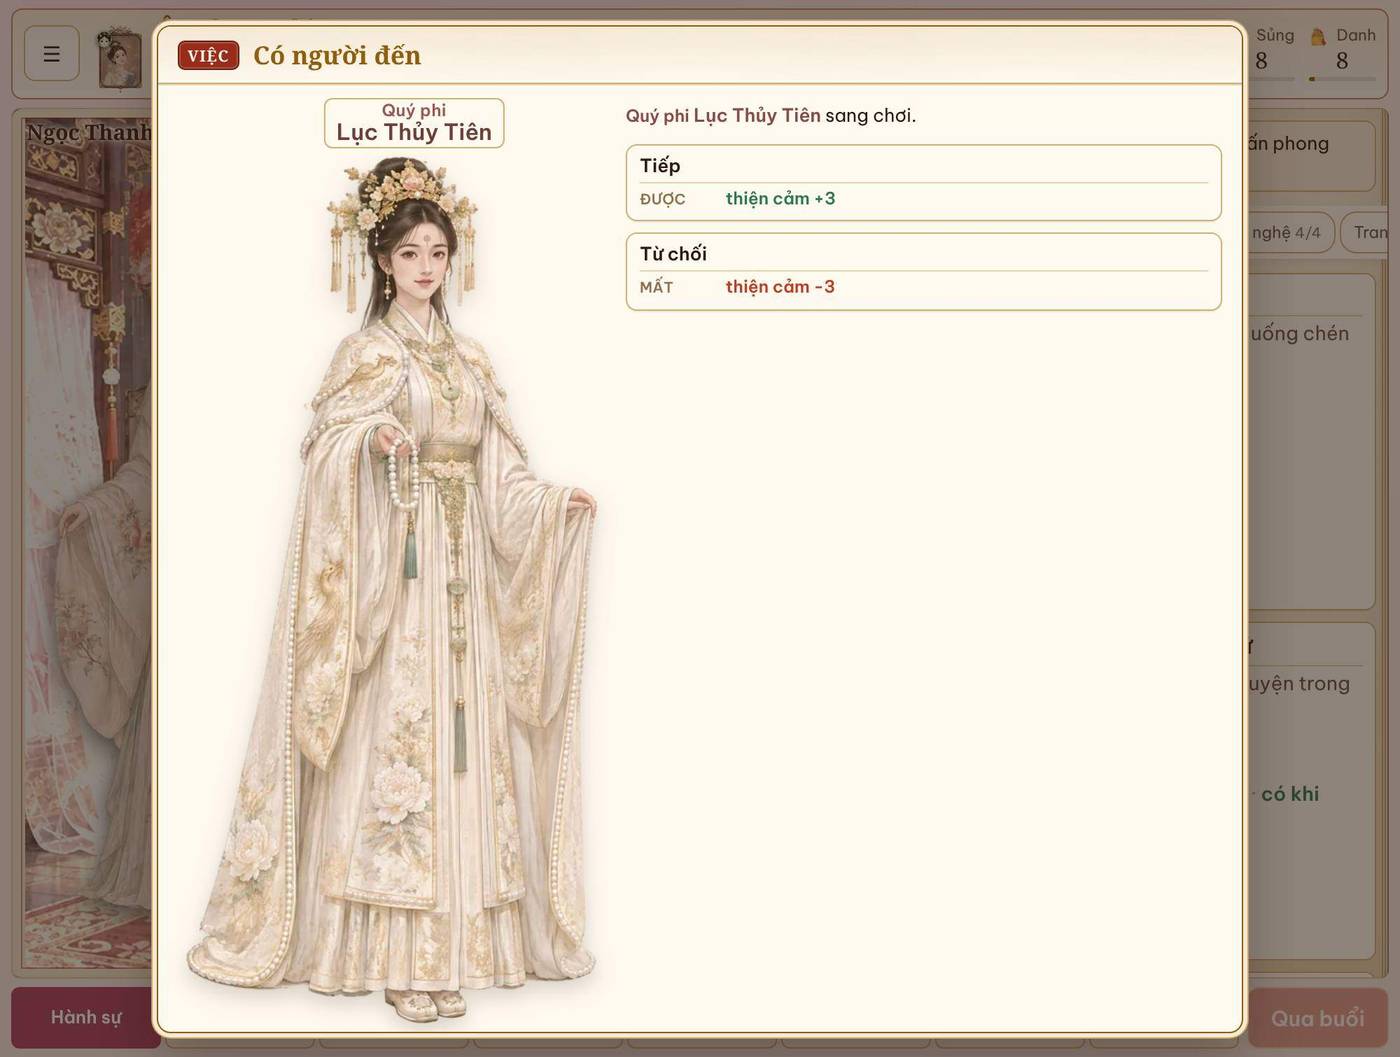 ☰
Sủng
8
Danh
8
VIỆC
Có người đến
Ngọc Thanh
Quý phi
Lục Thủy Tiên
Quý phi Lục Thủy Tiên sang chơi.
Tiếp
ĐƯỢC thiện cảm +3
Từ chối
MẤT thiện cảm -3
phong
nghệ 4/4
Tran
uống chén
uyện trong
có khi
Hành sự
Qua buổi